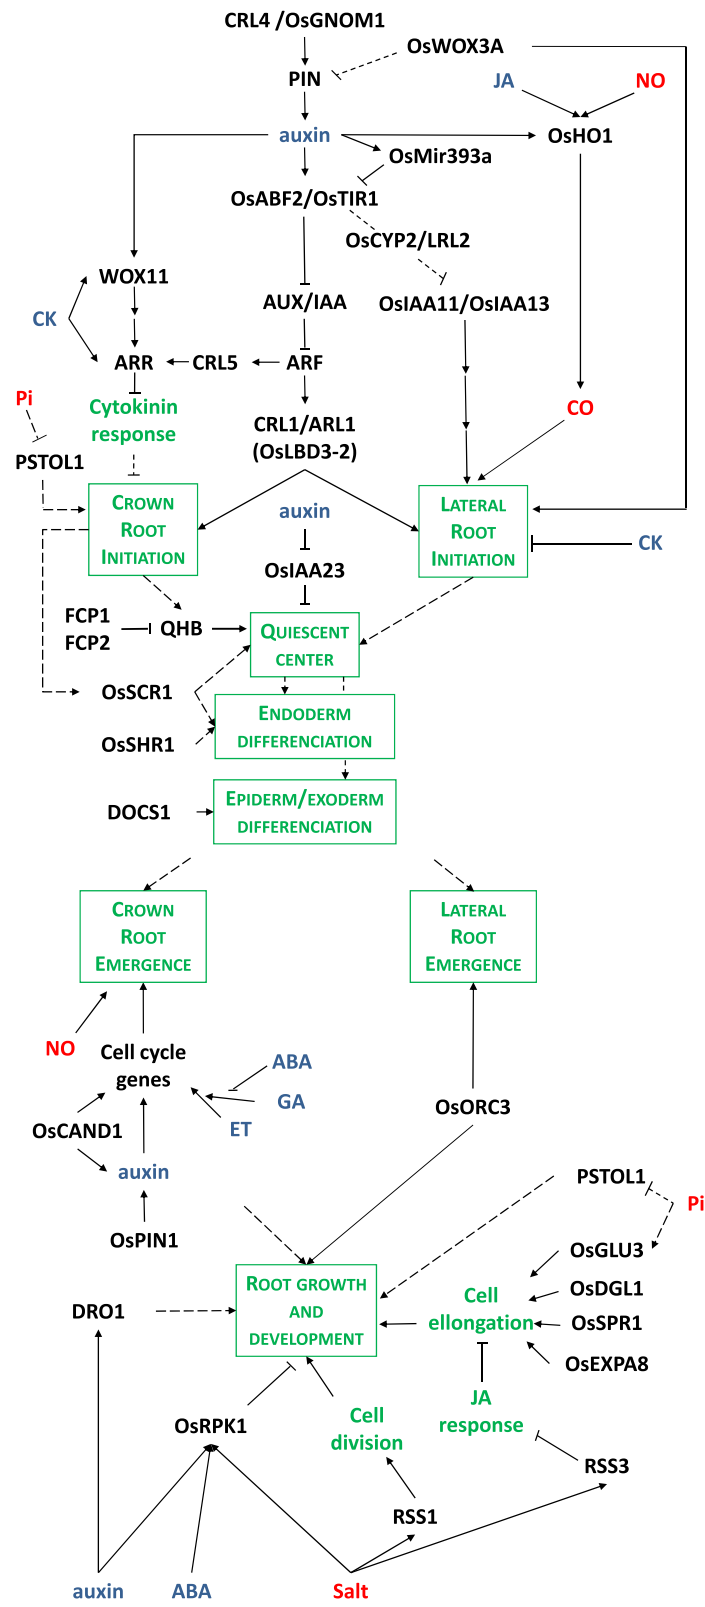 CRL4 /OsGNOM1
OsWOX3A
PIN
JA
NO
auxin
OsHO1
OsMir393a
OsABF2/OsTIR1
OsCYP2/LRL2
WOX11
AUX/IAA
OsIAA11/OsIAA13
CK
ARR
CRL5
ARF
Pi
Cytokinin
response
CO
CRL1/ARL1
(OsLBD3-2)
PSTOL1
CROWN
ROOT
INITIATION
auxin
LATERAL
ROOT
INITIATION
CK
OsIAA23
FCP1
FCP2
QHB
QUIESCENT
CENTER
OsSCR1
ENDODERM
DIFFERENCIATION
OsSHR1
EPIDERM/EXODERM
DIFFERENCIATION
DOCS1
CROWN
ROOT
EMERGENCE
LATERAL
ROOT
EMERGENCE
NO
Cell cycle
genes
ABA
GA
ET
OsORC3
OsCAND1
auxin
PSTOL1
Pi
OsPIN1
OsGLU3
ROOT GROWTH
AND
DEVELOPMENT
Cell
ellongation
OsDGL1
DRO1
OsSPR1
OsEXPA8
JA
response
Cell
division
OsRPK1
RSS3
RSS1
auxin
ABA
Salt